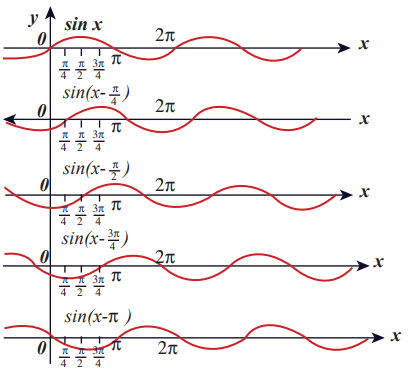 y
sin x
0 2π x
π/4 π/2 3π/4 π
sin(x- π/4 )
0 2π x
π/4 π/2 3π/4 π
sin(x- π/2 )
0 2π x
π/4 π/2 3π/4 π
sin(x- 3π/4 )
0 2π x
π/4 π/2 3π/4 π
sin(x-π )
0 π/4 π/2 3π/4 π 2π x